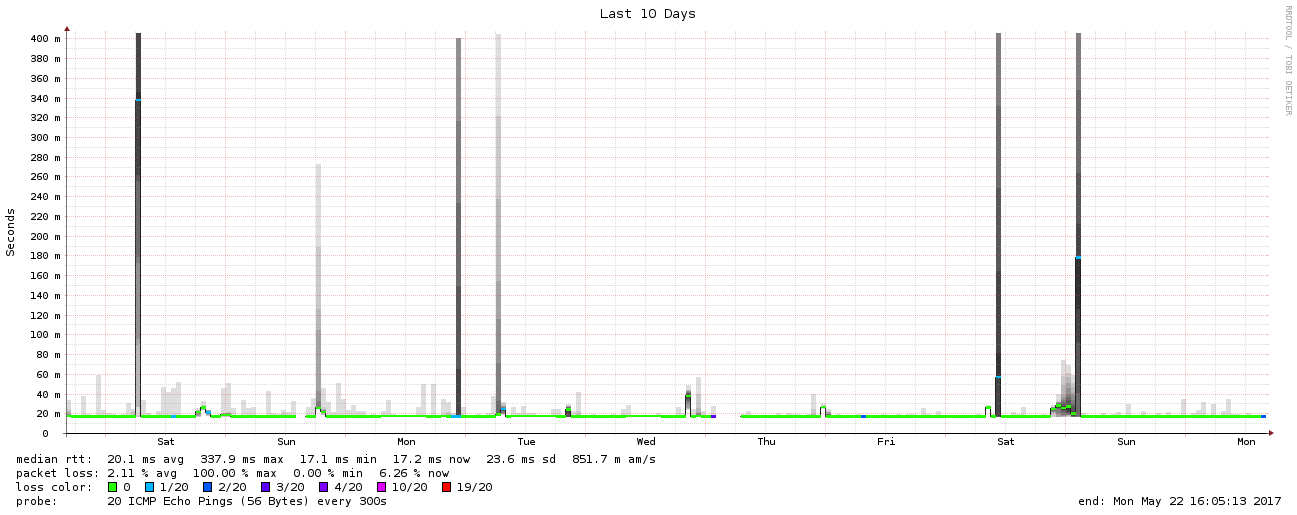 Last 10 Days
RRDTOOL / TOBI OETIKER
Seconds
400 m
380 m
360 m
340 m
320 m
300 m
280 m
260 m
240 m
220 m
200 m
180 m
160 m
140 m
120 m
100 m
80 m
60 m
40 m
20 m
0
Sat Sun Mon Tue Wed Thu Fri Sat Sun Mon
median rtt: 20.1 ms avg 337.9 ms max 17.1 ms min 17.2 ms now 23.6 ms sd 851.7 m am/s
packet loss: 2.11 % avg 100.00 % max 0.00 % min 6.26 % now
loss color: 0 1/20 2/20 3/20 4/20 10/20 19/20
probe: 20 ICMP Echo Pings (56 Bytes) every 300s end: Mon May 22 16:05:13 2017